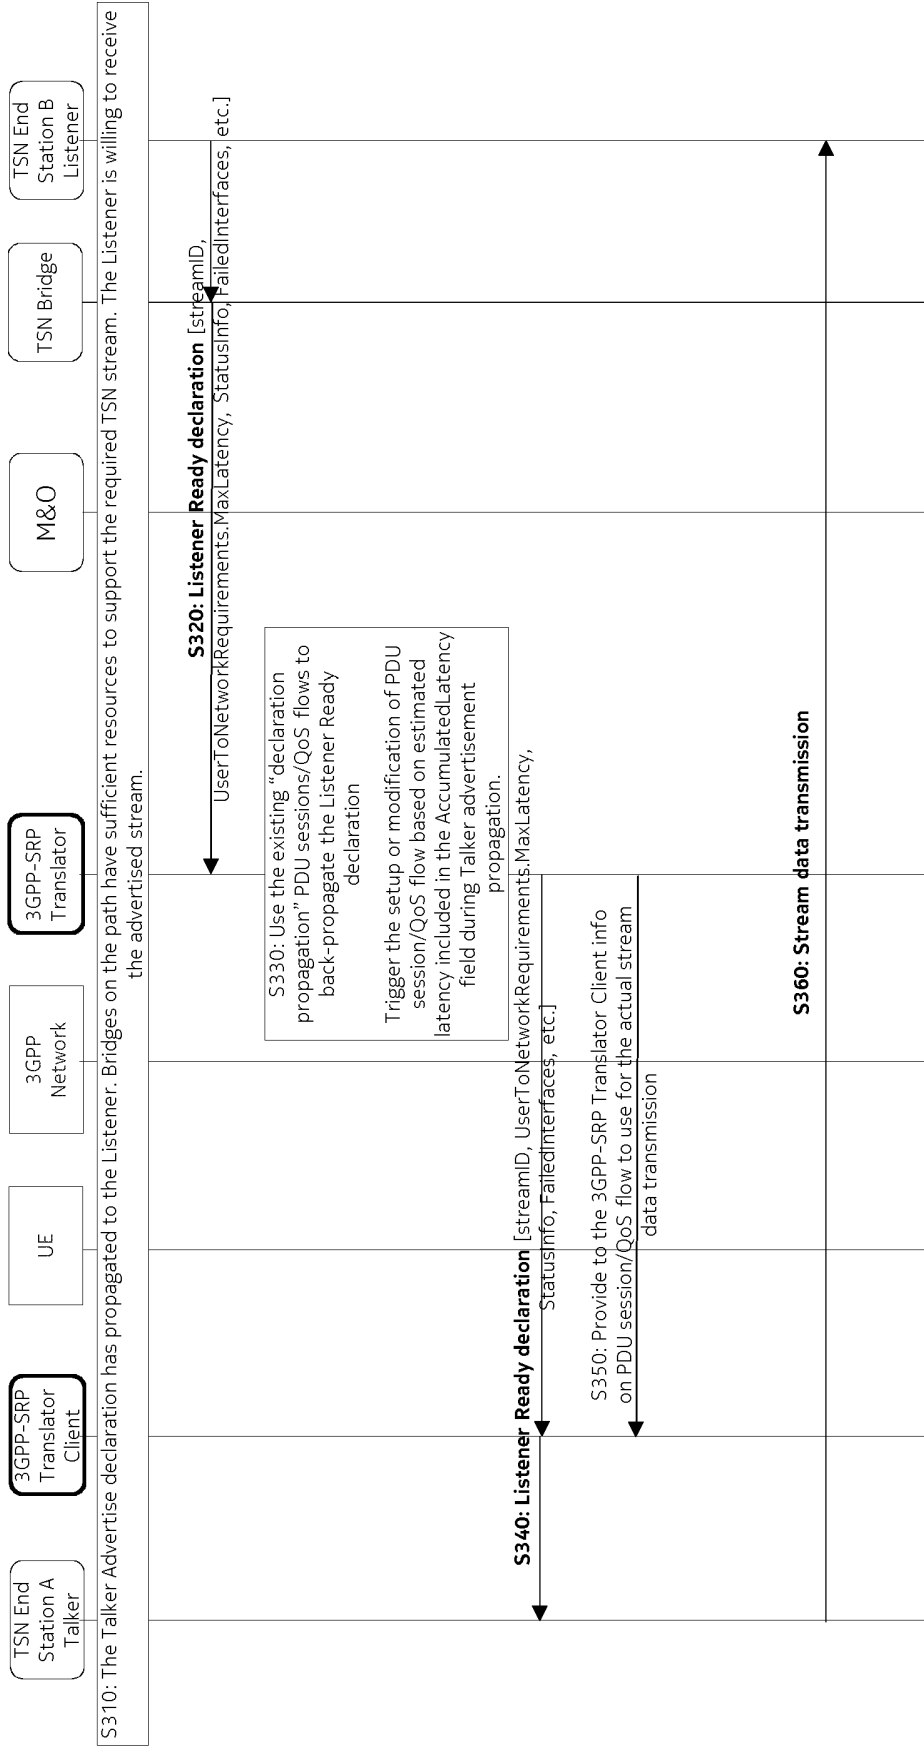 TSN End
Station A
Talker
3GPP-SRP
Translator
Client
UE
3GPP
Network
3GPP-SRP
Translator
M&O
TSN Bridge
TSN End
Station B
Listener
S310: The Talker Advertise declaration has propagated to the Listener. Bridges on the path have sufficient resources to support the required TSN stream. The Listener is willing to receive
the advertised stream.
S320: Listener Ready declaration [streamID,
UserToNetworkRequirements.MaxLatency, StatusInfo, FailedInterfaces, etc.]
S330: Use the existing “declaration
propagation” PDU sessions/QoS flows to
back-propagate the Listener Ready
declaration
Trigger the setup or modification of PDU
session/QoS flow based on estimated
latency included in the AccumulatedLatency
field during Talker advertisement
propagation.
S340: Listener Ready declaration [streamID, UserToNetworkRequirements.MaxLatency,
StatusInfo, FailedInterfaces, etc.]
S350: Provide to the 3GPP-SRP Translator Client info
on PDU session/QoS flow to use for the actual stream
data transmission
S360: Stream data transmission